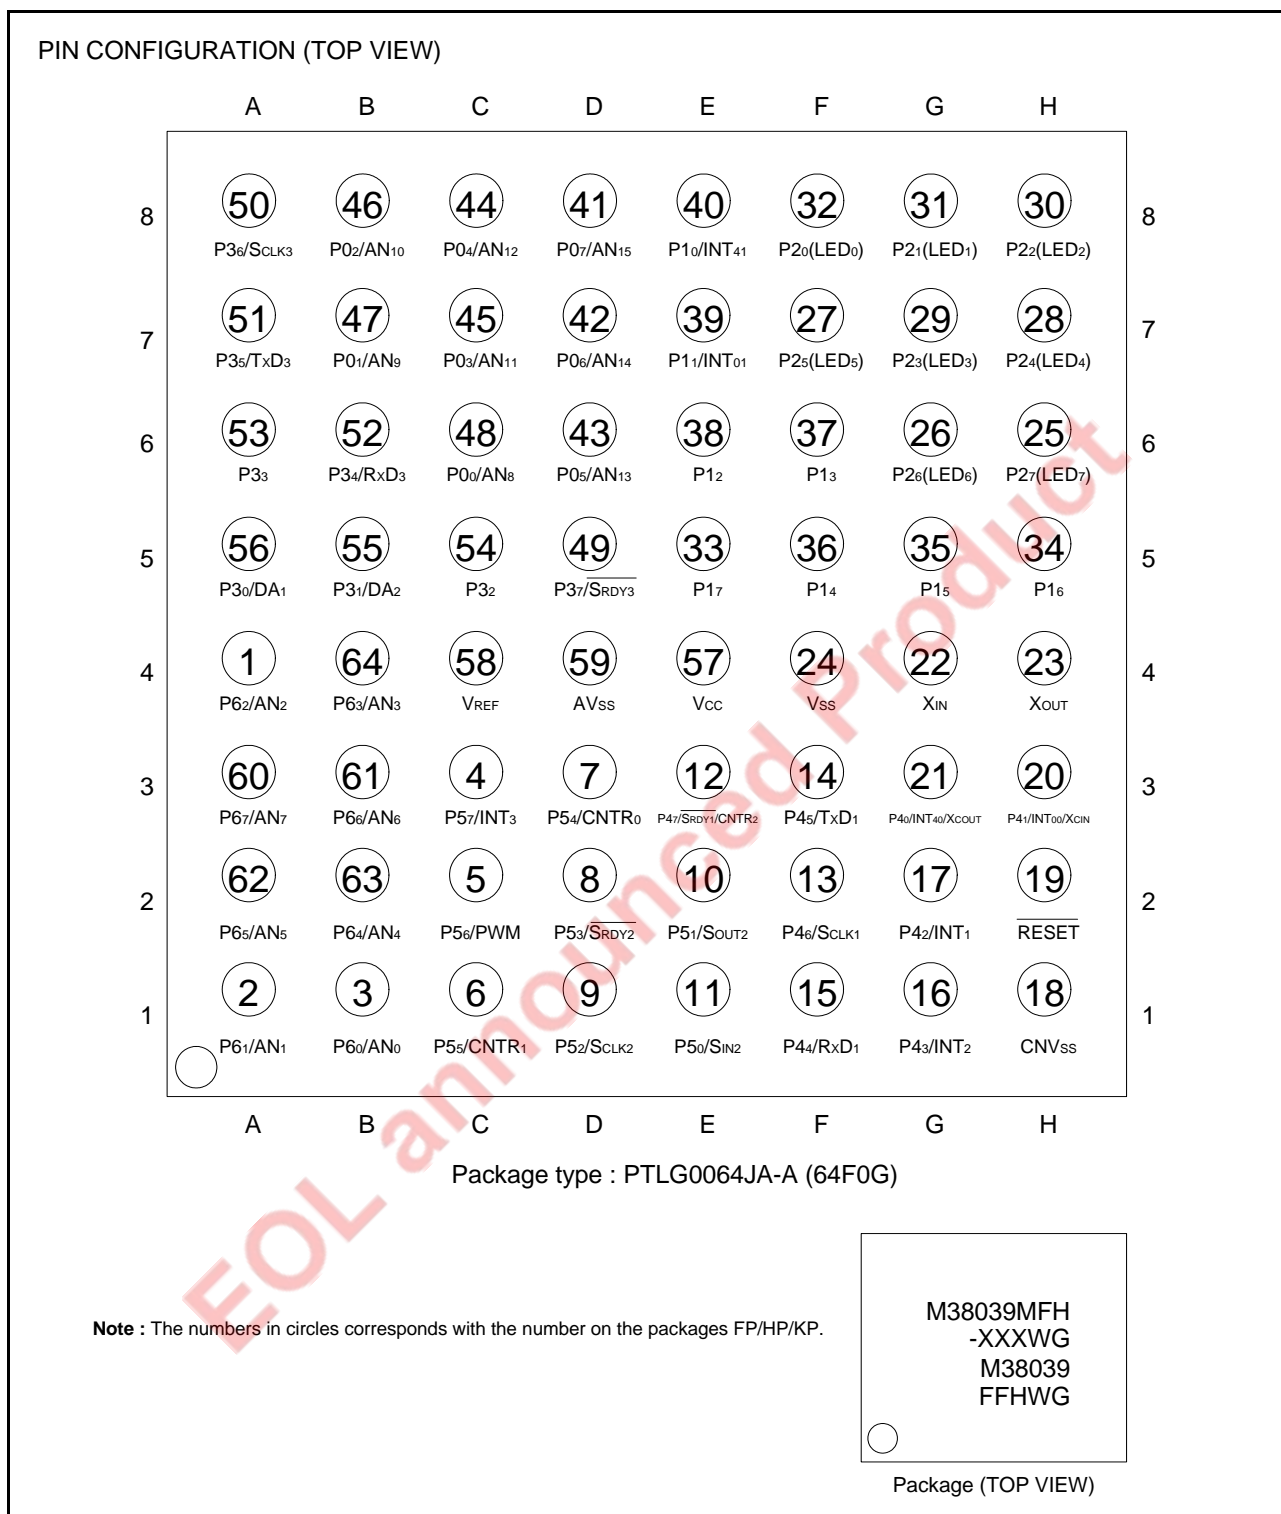 PIN CONFIGURATION (TOP VIEW)
A B C D E F G H
8 50 46 44 41 40 32 31 30 8
P36/SCLK3 P02/AN10 P04/AN12 P07/AN15 P10/INT41 P20(LED0) P21(LED1) P22(LED2)
7 51 47 45 42 39 27 29 28 7
P35/TxD3 P01/AN9 P03/AN11 P06/AN14 P11/INT01 P25(LED5) P23(LED3) P24(LED4)
6 53 52 48 43 38 37 26 25 6
P33 P34/RxD3 P00/AN8 P05/AN13 P12 P13 P26(LED6) P27(LED7)
5 56 55 54 49 33 36 35 34 5
P30/DA1 P31/DA2 P32 P37/SRDY3 P17 P14 P15 P16
4 1 64 58 59 57 24 22 23 4
P62/AN2 P63/AN3 VREF AVSS VCC VSS XIN XOUT
3 60 61 4 7 12 14 21 20 3
P67/AN7 P66/AN6 P57/INT3 P54/CNTR0 P47/SRDY1/CNTR2 P45/TxD1 P40/INT40/XCOUT P41/INT00/XCIN
2 62 63 5 8 10 13 17 19 2
P65/AN5 P64/AN4 P56/PWM P53/SRDY2 P51/SOUT2 P46/SCLK1 P42/INT1 RESET
1 2 3 6 9 11 15 16 18 1
P61/AN1 P60/AN0 P55/CNTR1 P52/SCLK2 P50/SIN2 P44/RxD1 P43/INT2 CNVSS
A B C D E F G H
Package type : PTLG0064JA-A (64F0G)
Note : The numbers in circles corresponds with the number on the packages FP/HP/KP.
M38039MFH
-XXXWG
M38039
FFHWG
Package (TOP VIEW)
EOL announced Product